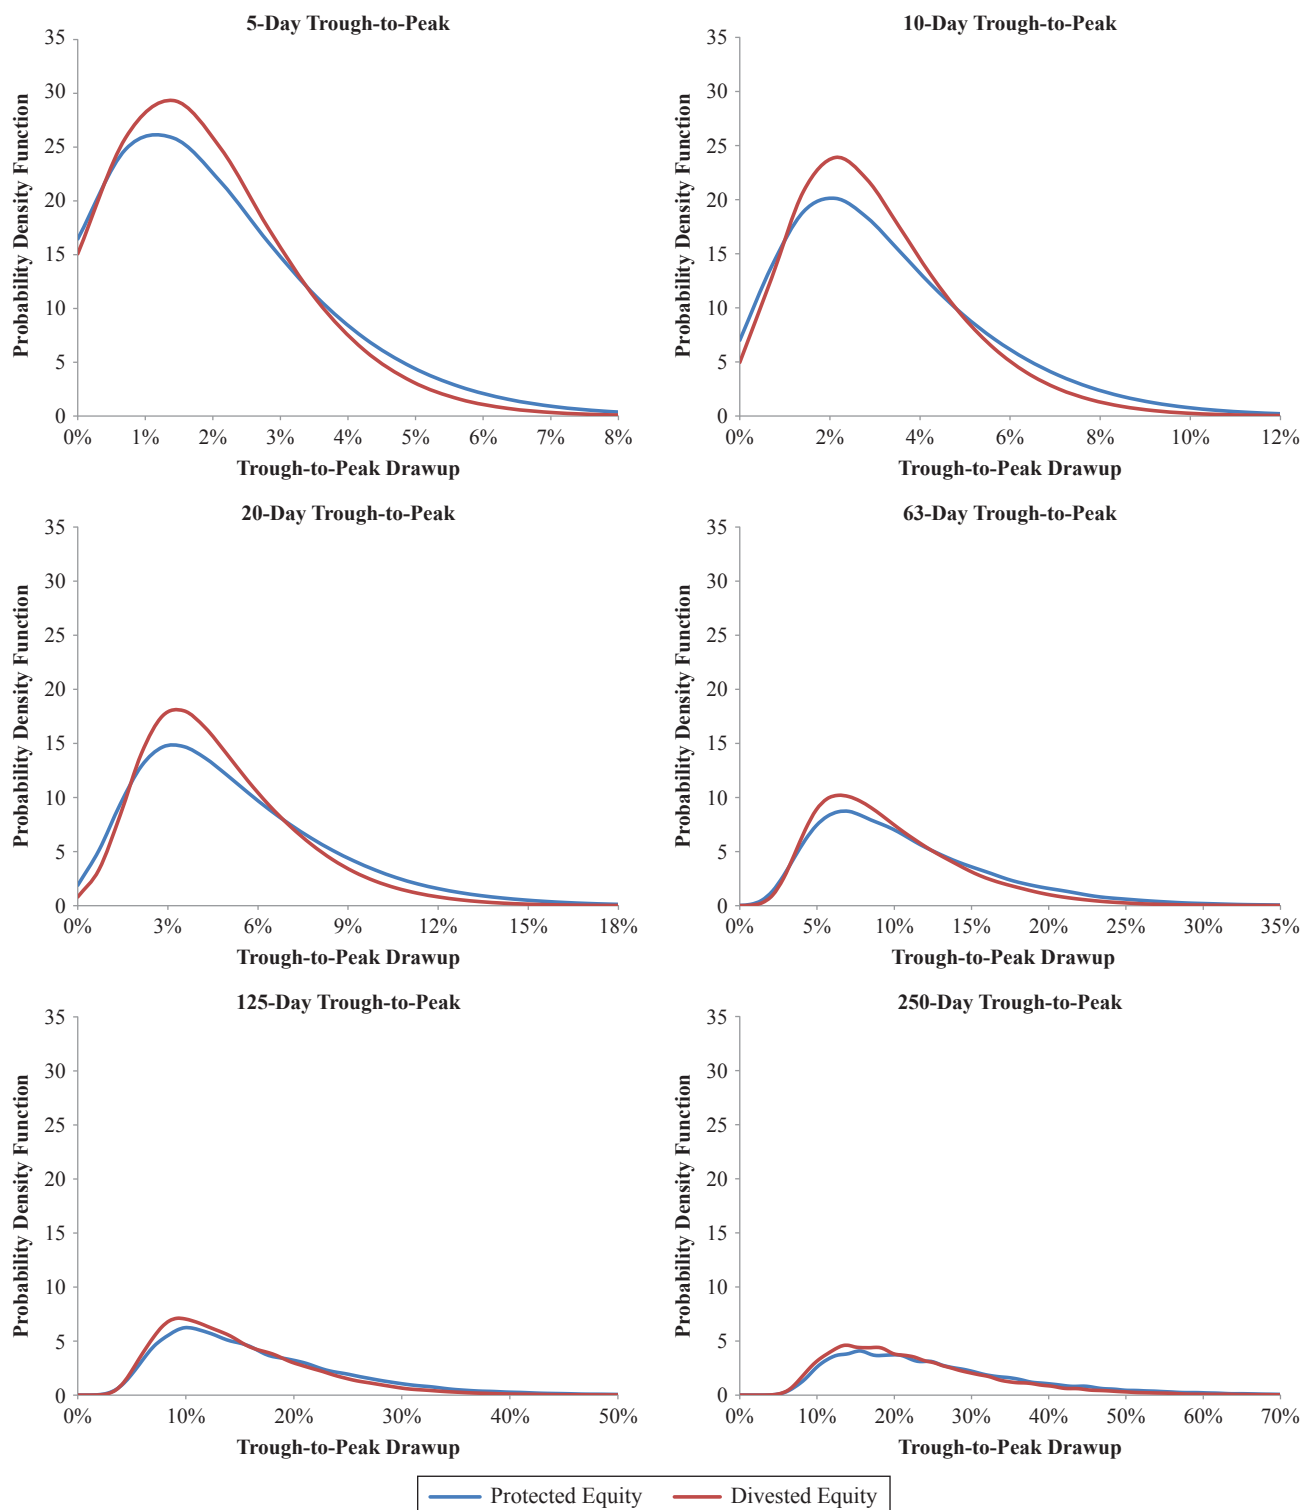 5-Day Trough-to-Peak
Probability Density Function
35
30
25
20
15
10
5
0
0% 1% 2% 3% 4% 5% 6% 7% 8%
Trough-to-Peak Drawup
10-Day Trough-to-Peak
Probability Density Function
35
30
25
20
15
10
5
0
0% 2% 4% 6% 8% 10% 12%
Trough-to-Peak Drawup
20-Day Trough-to-Peak
Probability Density Function
35
30
25
20
15
10
5
0
0% 3% 6% 9% 12% 15% 18%
Trough-to-Peak Drawup
63-Day Trough-to-Peak
Probability Density Function
35
30
25
20
15
10
5
0
0% 5% 10% 15% 20% 25% 30% 35%
Trough-to-Peak Drawup
125-Day Trough-to-Peak
Probability Density Function
35
30
25
20
15
10
5
0
0% 10% 20% 30% 40% 50%
Trough-to-Peak Drawup
250-Day Trough-to-Peak
Probability Density Function
35
30
25
20
15
10
5
0
0% 10% 20% 30% 40% 50% 60% 70%
Trough-to-Peak Drawup
Protected Equity Divested Equity